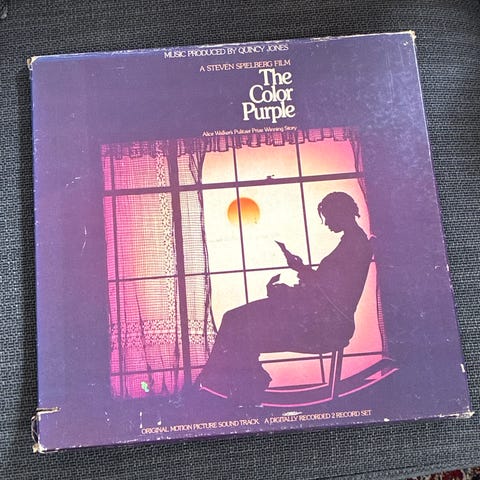 MUSIC PRODUCED BY QUINCY JONES
A STEVEN SPIELBERG FILM
The
Color
Purple
Alice Walker's Pulitzer Prize Winning Story
ORIGINAL MOTION PICTURE SOUND TRACK A DIGITALLY RECORDED 2 RECORD SET